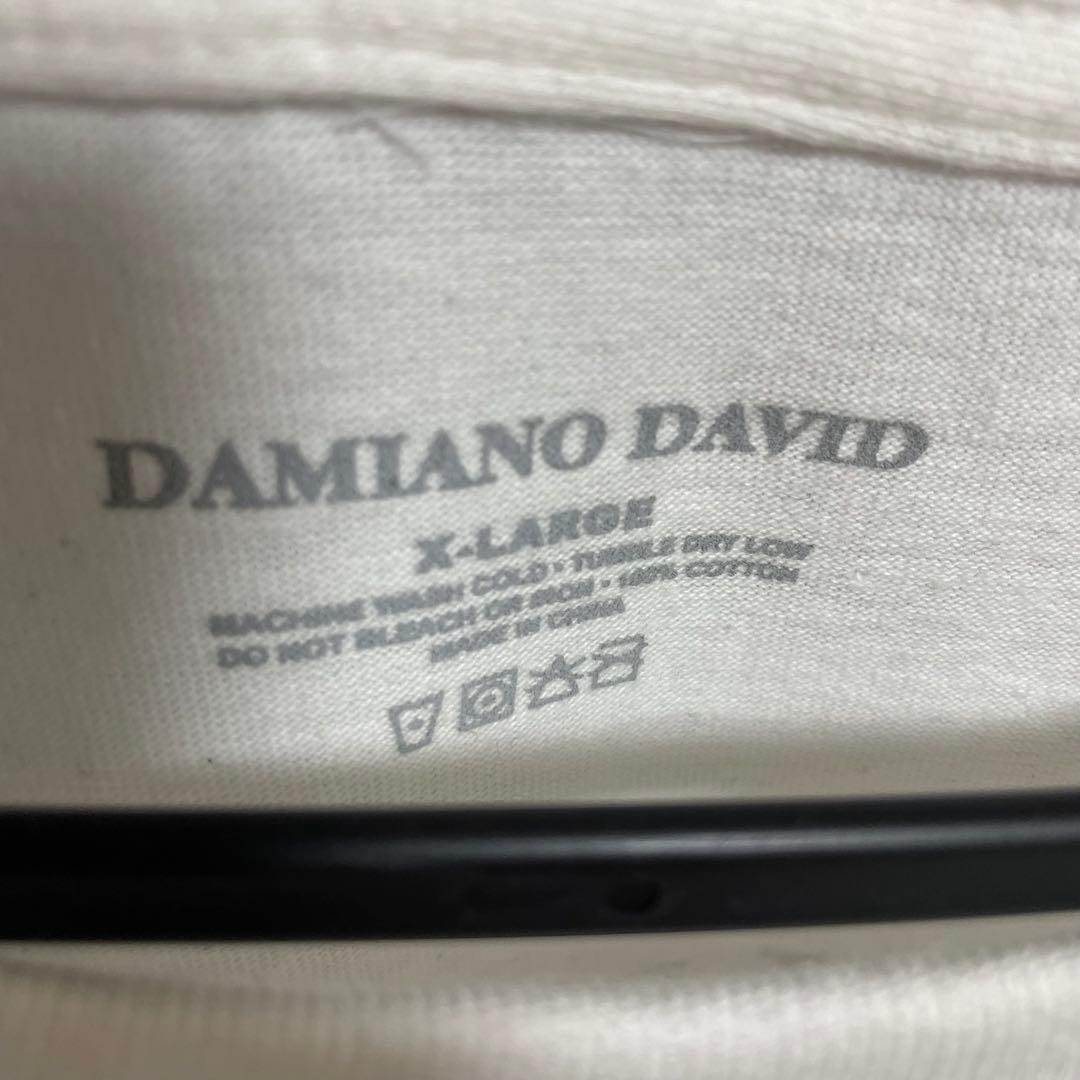 DAMIANO DAVID
X-LARGE
MACHINE WASH COLD • TUMBLE DRY LOW
DO NOT BLEACH OR IRON • 100% COTTON
MADE IN CHINA